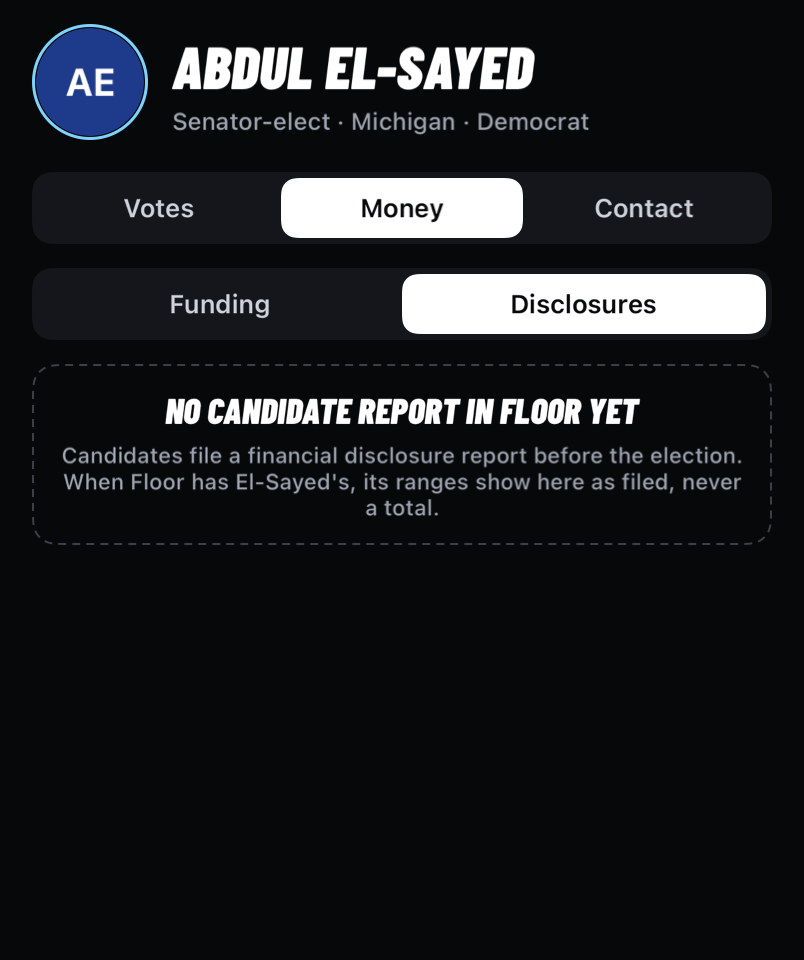 AE
ABDUL EL-SAYED
Senator-elect · Michigan · Democrat
Votes
Money
Contact
Funding
Disclosures
NO CANDIDATE REPORT IN FLOOR YET
Candidates file a financial disclosure report before the election.
When Floor has El-Sayed's, its ranges show here as filed, never
a total.